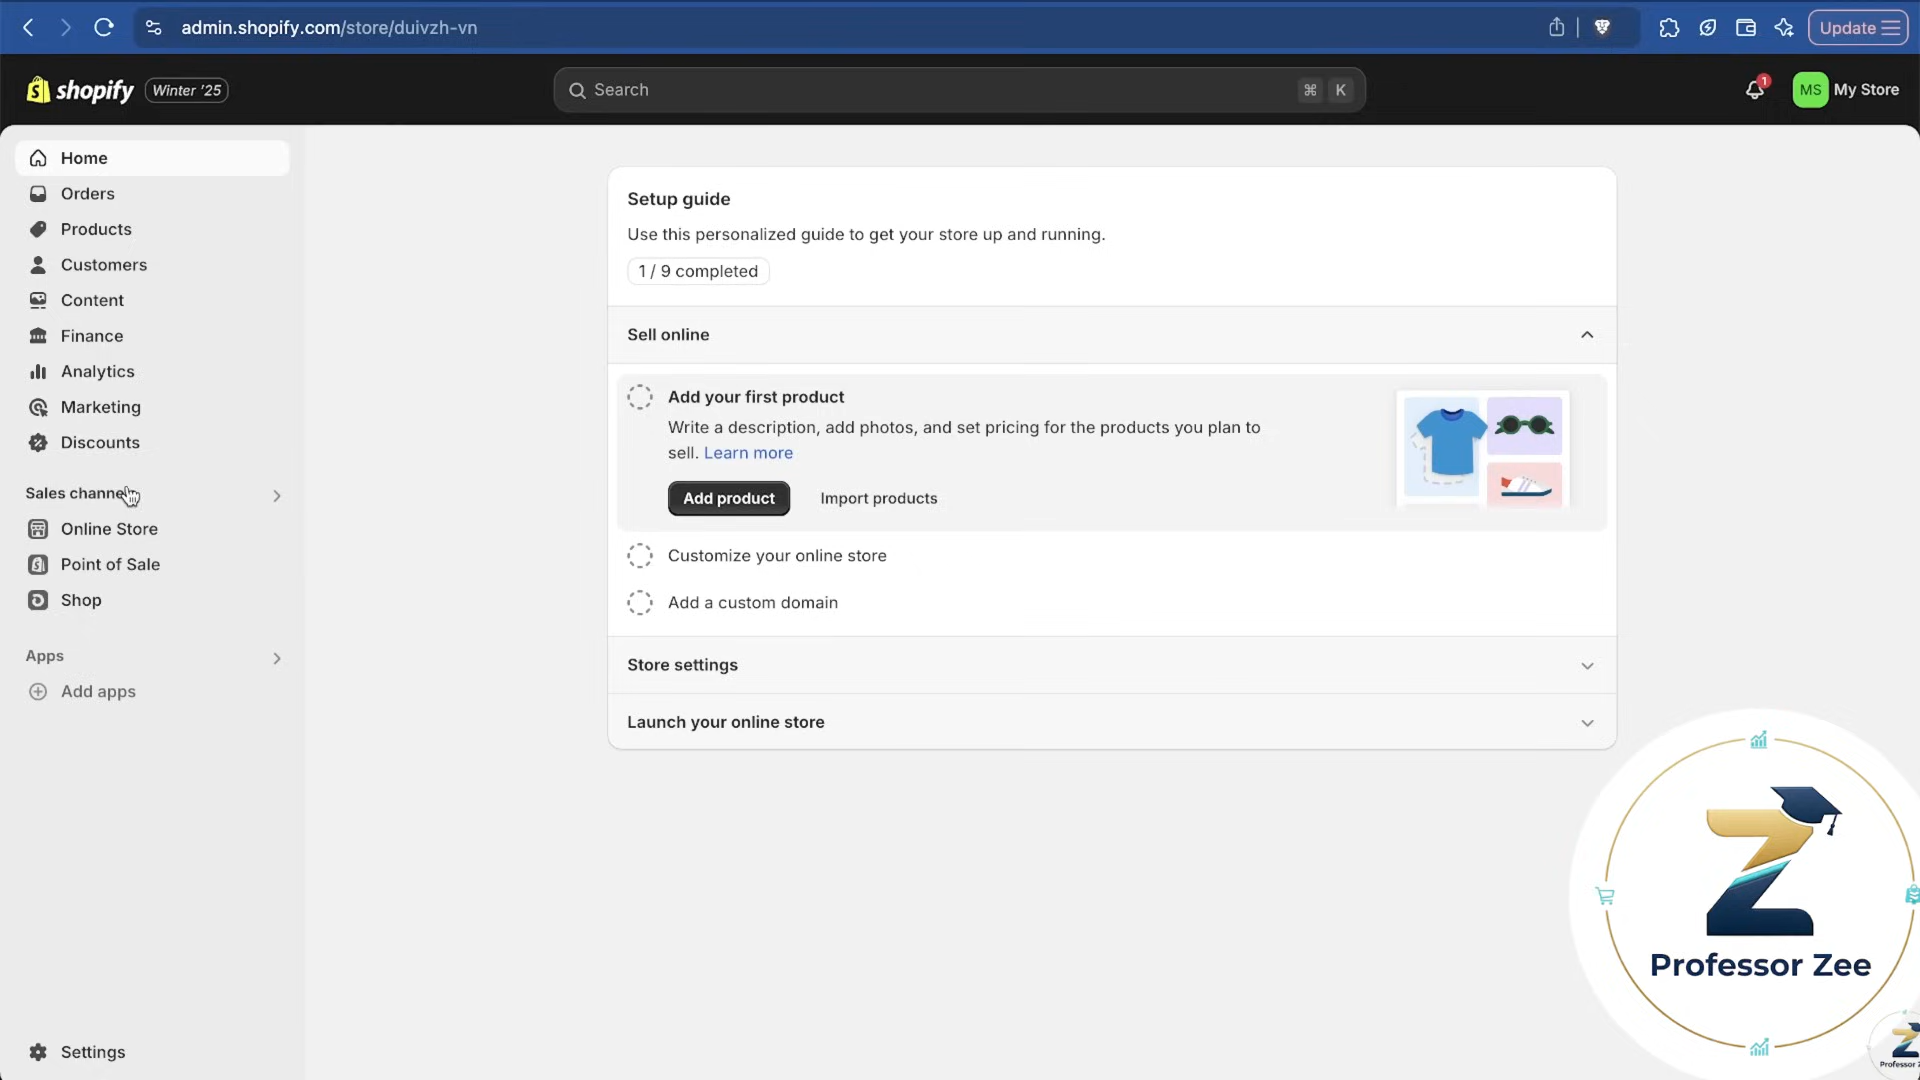 admin.shopify.com/store/duivzh-vn
Update
shopify
Winter '25
Search
⌘ K
1
MS
My Store
Home
Orders
Products
Customers
Content
Finance
Analytics
Marketing
Discounts
Sales channels
Online Store
Point of Sale
Shop
Apps
Add apps
Settings
Setup guide
Use this personalized guide to get your store up and running.
1 / 9 completed
Sell online
Add your first product
Write a description, add photos, and set pricing for the products you plan to
sell. Learn more
Add product
Import products
Customize your online store
Add a custom domain
Store settings
Launch your online store
Professor Zee
Professor Z